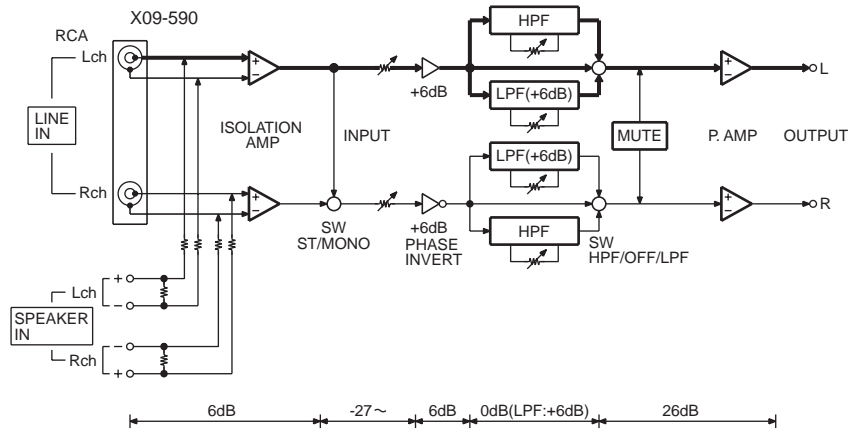 X09-590
RCA
Lch
LINE
IN
Rch
+
−
ISOLATION
AMP
INPUT
+6dB
HPF
LPF(+6dB)
MUTE
P. AMP
OUTPUT
+
−
L
+
−
SW
ST/MONO
+6dB
PHASE
INVERT
LPF(+6dB)
HPF
SW
HPF/OFF/LPF
+
−
R
SPEAKER
IN
Lch
+
−
Rch
−
+
6dB
-27～
6dB
0dB(LPF:+6dB)
26dB